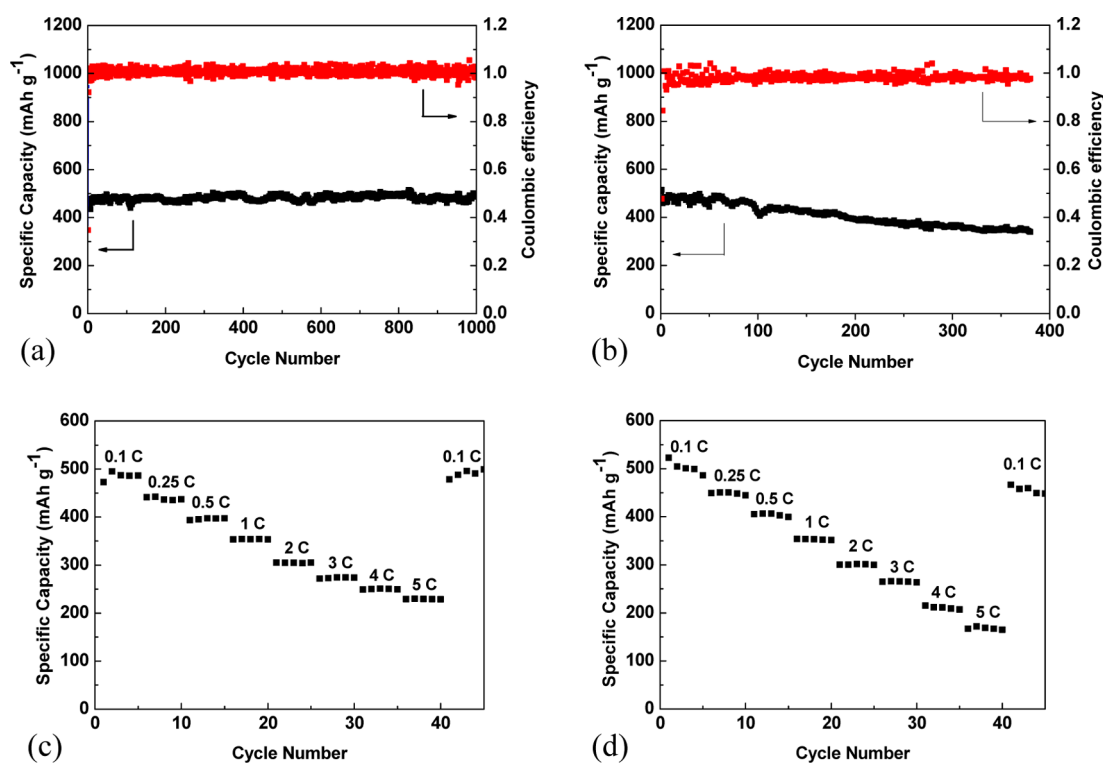 1200
1000
800
600
400
200
0
Specific Capacity (mAh g-1)
0 200 400 600 800 1000
Cycle Number
1.2
1.0
0.8
0.6
0.4
0.2
0.0
Coulombic efficiency
(a)
1200
1000
800
600
400
200
0
Specific capacity (mAh g-1)
0 100 200 300 400
Cycle Number
1.2
1.0
0.8
0.6
0.4
0.2
0.0
Coulombic efficiency
(b)
600
500
400
300
200
100
0
Specific Capacity (mAh g-1)
0.1 C
0.25 C
0.5 C
1 C
2 C
3 C
4 C
5 C
0.1 C
0 10 20 30 40
Cycle Number
(c)
600
500
400
300
200
100
0
Specific Capacity (mAh g-1)
0.1 C
0.25 C
0.5 C
1 C
2 C
3 C
4 C
5 C
0.1 C
0 10 20 30 40
Cycle Number
(d)